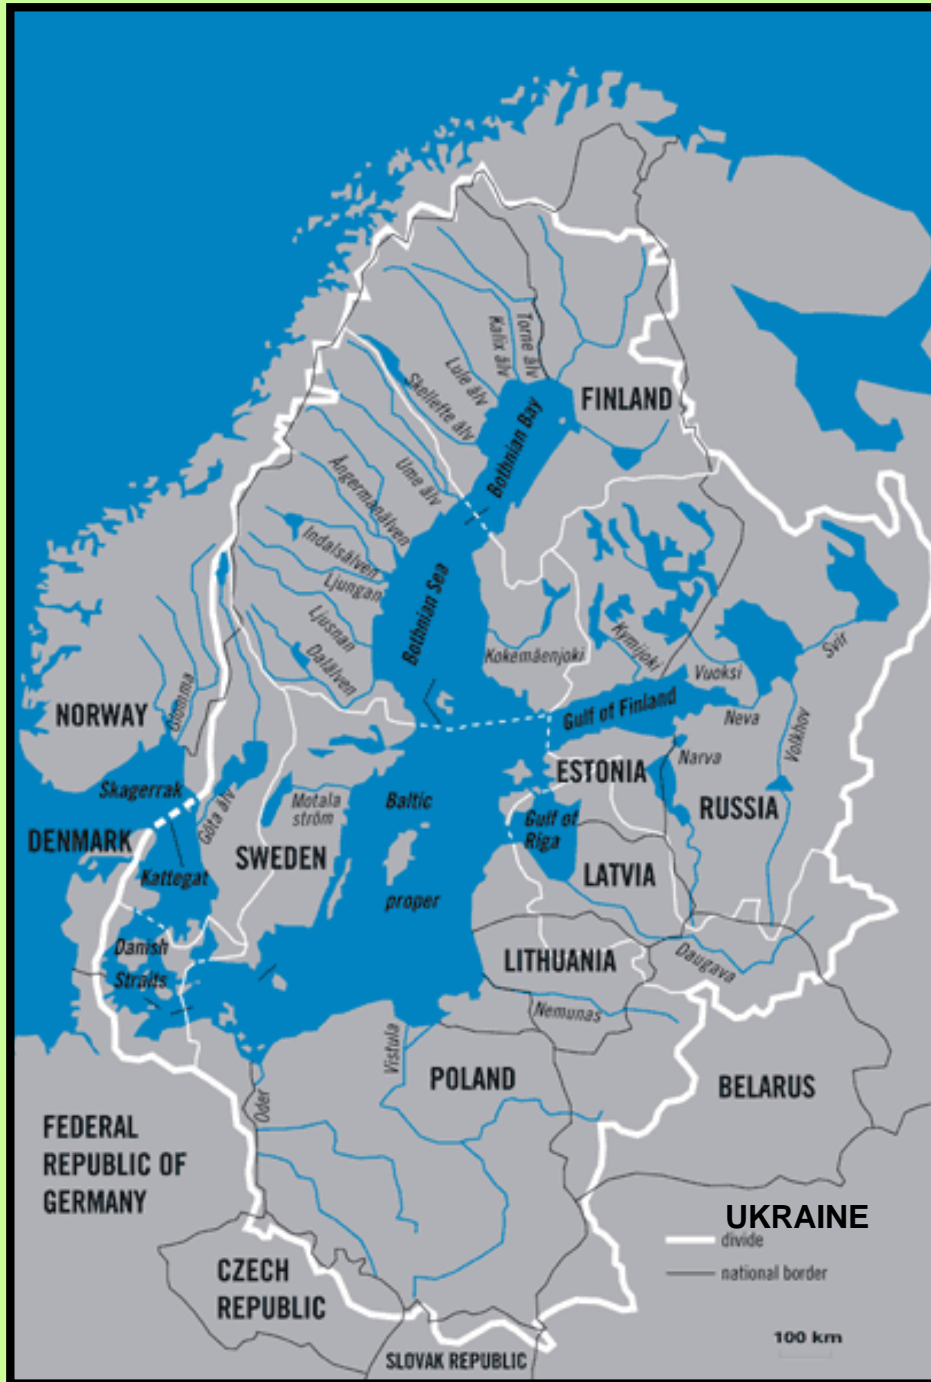 Torne älv
Kalix älv
Lule älv
Skellefte älv
FINLAND
Bothnian Bay
Ume älv
Ångermanälven
Indalsälven
Ljungan
Ljusnan
Dalälven
Bothnian Sea
Kokemäenjoki
Kymijoki
Vuoksi
Svir
NORWAY
Glomma
Gulf of Finland
Neva
Volkhov
Narva
Skagerrak
Göta älv
Motala
ström
Baltic
proper
ESTONIA
RUSSIA
Gulf of
Riga
DENMARK
Kattegat
SWEDEN
LATVIA
Danish
Straits
LITHUANIA
Daugava
Nemunas
Vistula
Oder
POLAND
BELARUS
FEDERAL
REPUBLIC OF
GERMANY
UKRAINE
divide
national border
CZECH
REPUBLIC
100 km
SLOVAK REPUBLIC